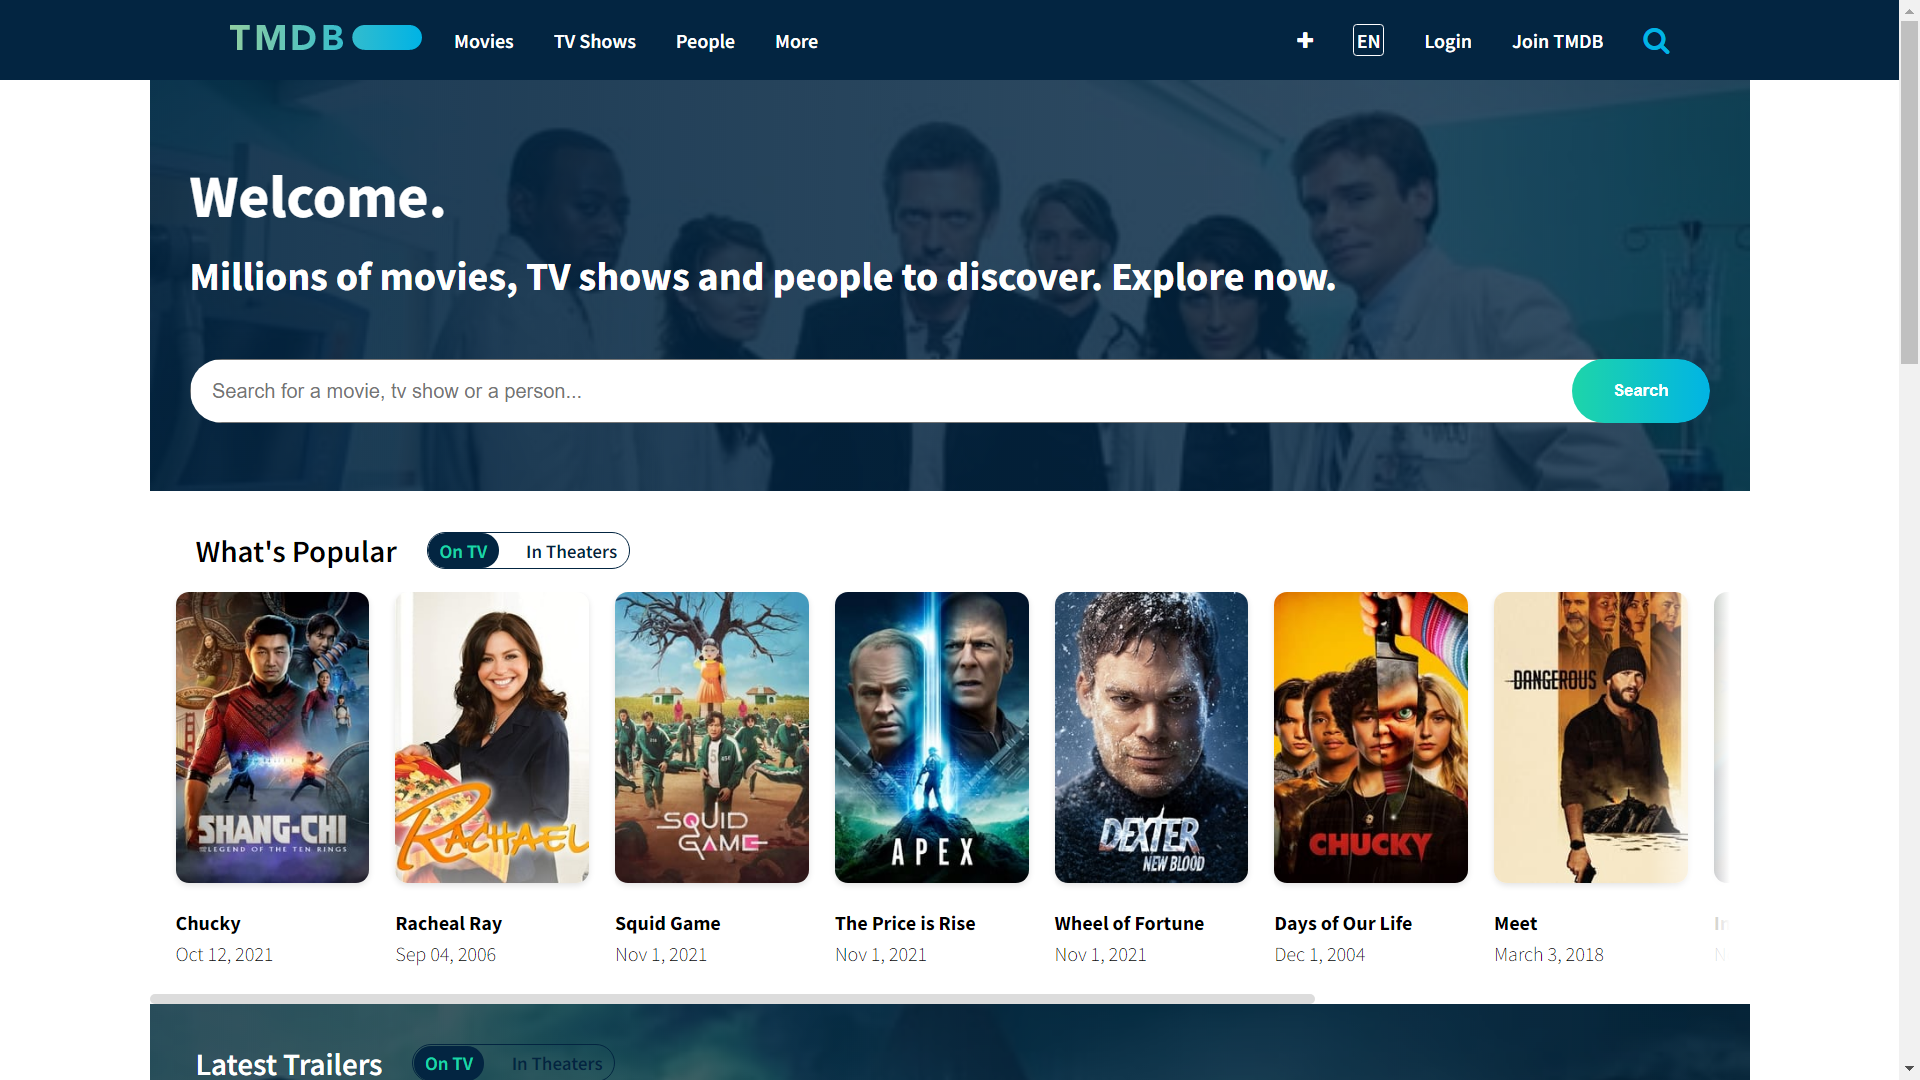 TMDB
Movies
TV Shows
People
More
EN
Login
Join TMDB
Welcome.
Millions of movies, TV shows and people to discover. Explore now.
Search for a movie, tv show or a person...
Search
What's Popular
On TV
In Theaters
SHANG-CHI
LEGEND OF THE TEN RINGS
RACHAEL
SQUID
GAME
APEX
DEXTER
NEW BLOOD
CHUCKY
DANGEROUS
Chucky
Racheal Ray
Squid Game
The Price is Rise
Wheel of Fortune
Days of Our Life
Meet
Oct 12, 2021
Sep 04, 2006
Nov 1, 2021
Nov 1, 2021
Nov 1, 2021
Dec 1, 2004
March 3, 2018
Latest Trailers
On TV
In Theaters